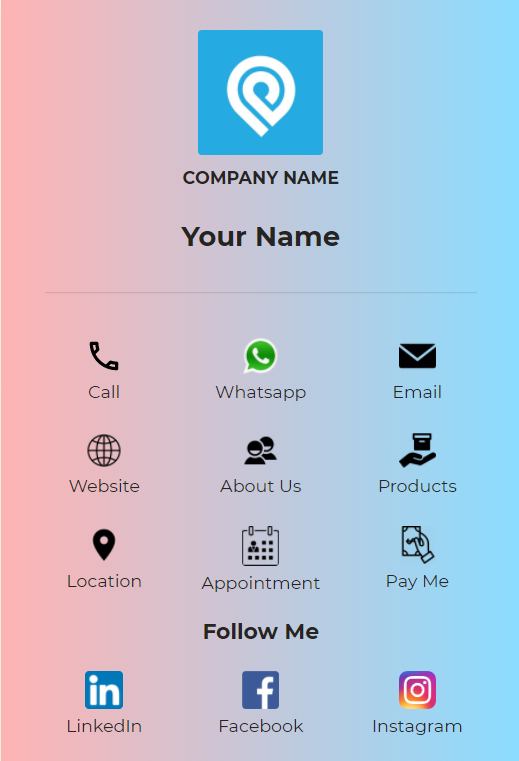 COMPANY NAME
Your Name
Call Whatsapp Email
Website About Us Products
Location Appointment Pay Me
Follow Me
LinkedIn Facebook Instagram